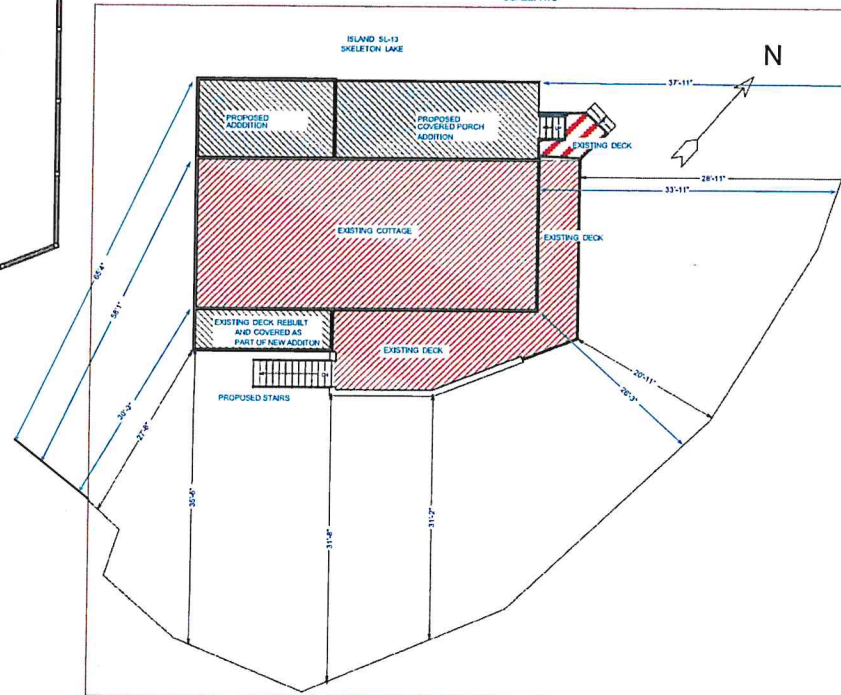 ISLAND SL-13
SKELETON LAKE
N
37'-11"
PROPOSED
ADDDITION
PROPOSED
COVERED PORCH
ADDITION
EXISTING DECK
28'-11"
33'-11"
EXISTING COTTAGE
EXISTING DECK
65'4"
58'1"
EXISTING DECK REBUILT
AND COVERED AS
PART OF NEW ADDITON
EXISTING DECK
PROPOSED STAIRS
20'-11"
26'-3"
30'-3"
27'-8"
35'-6"
31'-8"
31'-2"